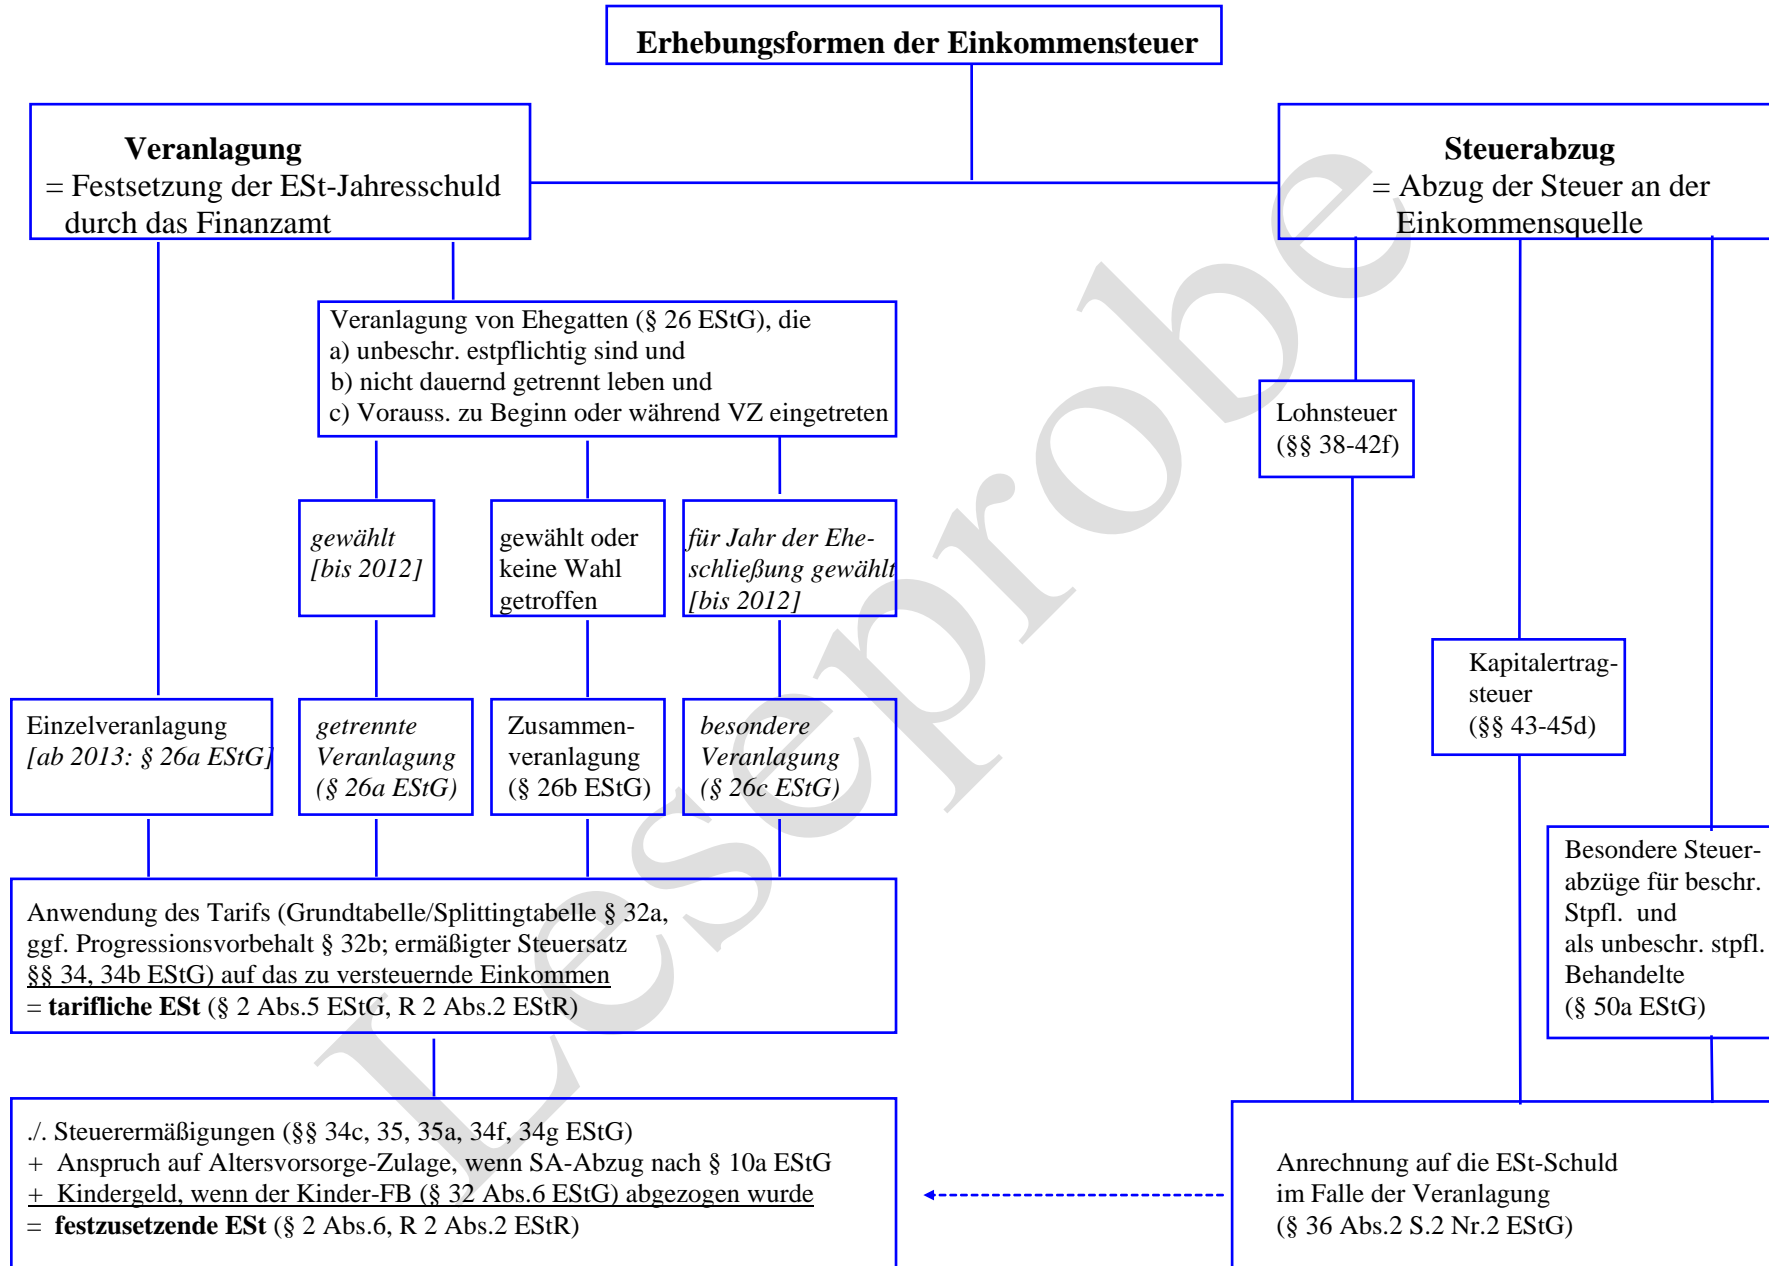 Erhebungsformen der Einkommensteuer
Veranlagung
= Festsetzung der ESt-Jahresschuld
durch das Finanzamt
Steuerabzug
= Abzug der Steuer an der
Einkommensquelle
Veranlagung von Ehegatten (§ 26 EStG), die
a) unbeschr. estpflichtig sind und
b) nicht dauernd getrennt leben und
c) Vorauss. zu Beginn oder während VZ eingetreten
Lohnsteuer
(§§ 38-42f)
gewählt
[bis 2012]
gewählt oder
keine Wahl
getroffen
für Jahr der Ehe-
schließung gewählt
[bis 2012]
Kapitalertrag-
steuer
(§§ 43-45d)
Einzelveranlagung
[ab 2013: § 26a EStG]
getrennte
Veranlagung
(§ 26a EStG)
Zusammen-
veranlagung
(§ 26b EStG)
besondere
Veranlagung
(§ 26c EStG)
Besondere Steuer-
abzüge für beschr.
Stpfl. und
als unbeschr. stpfl.
Behandelte
(§ 50a EStG)
Anwendung des Tarifs (Grundtabelle/Splittingtabelle § 32a,
ggf. Progressionsvorbehalt § 32b; ermäßigter Steuersatz
§§ 34, 34b EStG) auf das zu versteuernde Einkommen
= tarifliche ESt (§ 2 Abs.5 EStG, R 2 Abs.2 EStR)
./. Steuerermäßigungen (§§ 34c, 35, 35a, 34f, 34g EStG)
+ Anspruch auf Altersvorsorge-Zulage, wenn SA-Abzug nach § 10a EStG
+ Kindergeld, wenn der Kinder-FB (§ 32 Abs.6 EStG) abgezogen wurde
= festzusetzende ESt (§ 2 Abs.6, R 2 Abs.2 EStR)
Anrechnung auf die ESt-Schuld
im Falle der Veranlagung
(§ 36 Abs.2 S.2 Nr.2 EStG)
Leseprobe